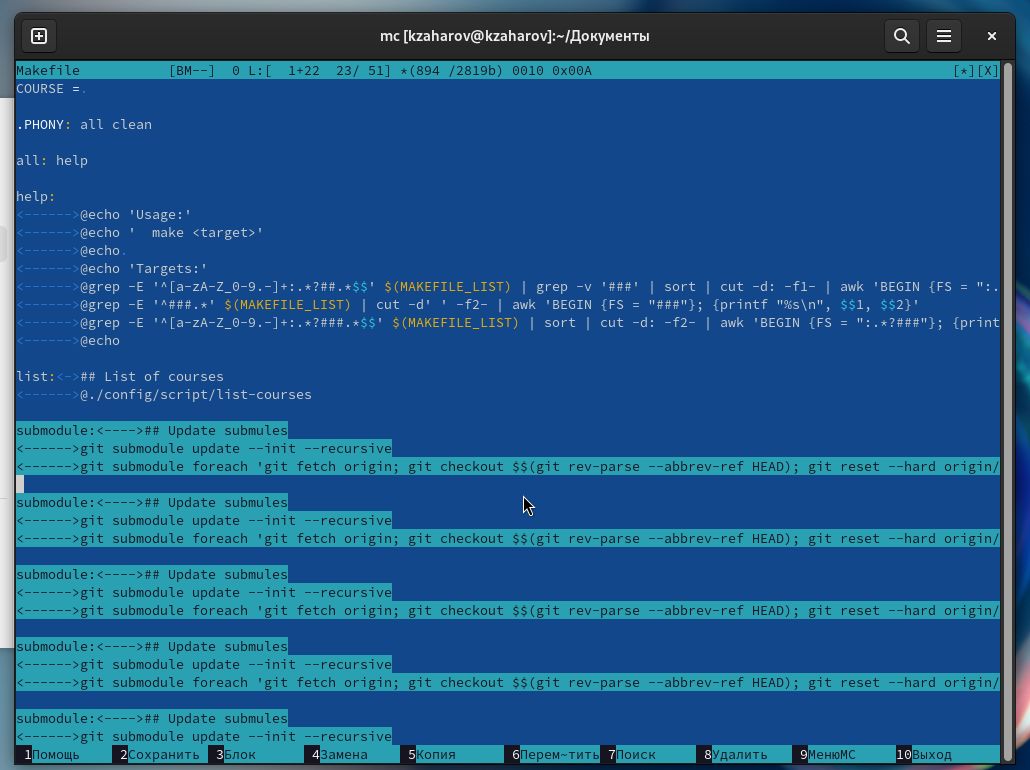 mc [kzaharov@kzaharov]:~/Документы
Makefile [BM--] 0 L:[ 1+22 23/ 51] *(894 /2819b) 0010 0x00A [*][X]
COURSE =.
.PHONY: all clean
all: help
help:
<------>@echo 'Usage:'
<------>@echo '  make <target>'
<------>@echo.
<------>@echo 'Targets:'
<------>@grep -E '^[a-zA-Z_0-9.-]+:.*?##.*$$' $(MAKEFILE_LIST) | grep -v '###' | sort | cut -d: -f1- | awk 'BEGIN {FS = ":.
<------>@grep -E '^###.*' $(MAKEFILE_LIST) | cut -d' ' -f2- | awk 'BEGIN {FS = "###"}; {printf "%s\n", $$1, $$2}'
<------>@grep -E '^[a-zA-Z_0-9.-]+:.*?###.*$$' $(MAKEFILE_LIST) | sort | cut -d: -f2- | awk 'BEGIN {FS = ":.*?###"}; {print
<------>@echo
list:<->## List of courses
<------>@./config/script/list-courses
submodule:<---->## Update submules
<------>git submodule update --init --recursive
<------>git submodule foreach 'git fetch origin; git checkout $$(git rev-parse --abbrev-ref HEAD); git reset --hard origin/
submodule:<---->## Update submules
<------>git submodule update --init --recursive
<------>git submodule foreach 'git fetch origin; git checkout $$(git rev-parse --abbrev-ref HEAD); git reset --hard origin/
submodule:<---->## Update submules
<------>git submodule update --init --recursive
<------>git submodule foreach 'git fetch origin; git checkout $$(git rev-parse --abbrev-ref HEAD); git reset --hard origin/
submodule:<---->## Update submules
<------>git submodule update --init --recursive
<------>git submodule foreach 'git fetch origin; git checkout $$(git rev-parse --abbrev-ref HEAD); git reset --hard origin/
submodule:<---->## Update submules
<------>git submodule update --init --recursive
1Помощь 2Сохранить 3Блок 4Замена 5Копия 6Перем~тить 7Поиск 8Удалить 9МенюМС 10Выход